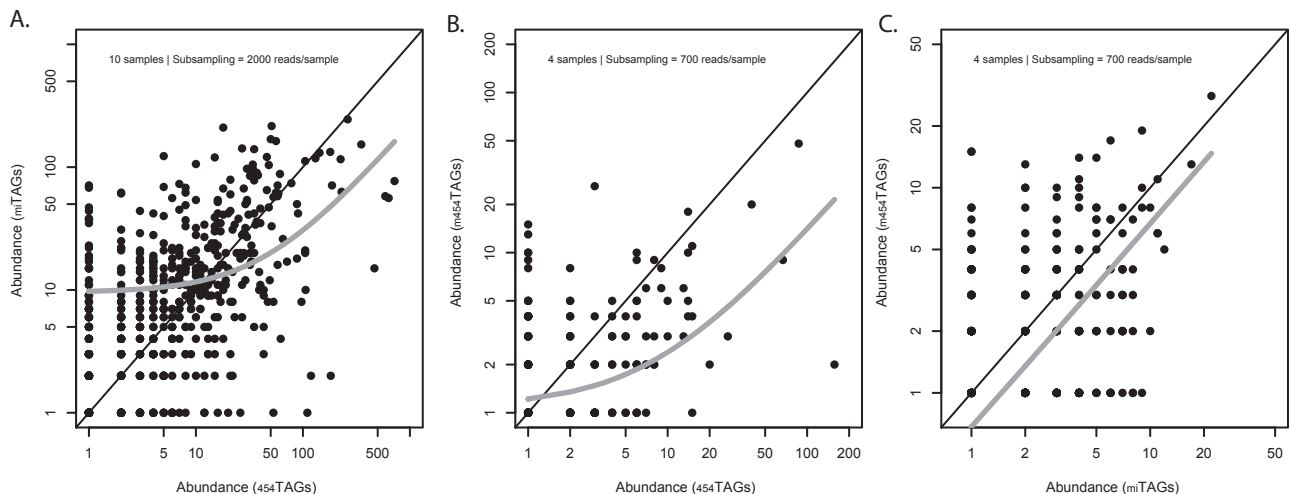 A.
10 samples | Subsampling = 2000 reads/sample
Abundance (miTAGs)
500
100
50
10
5
1
1 5 10 50 100 500
Abundance (454TAGs)
B.
4 samples | Subsampling = 700 reads/sample
Abundance (m454TAGs)
200
100
50
20
10
5
2
1
1 2 5 10 20 50 100 200
Abundance (454TAGs)
C.
4 samples | Subsampling = 700 reads/sample
Abundance (m454TAGs)
50
20
10
5
2
1
1 2 5 10 20 50
Abundance (miTAGs)